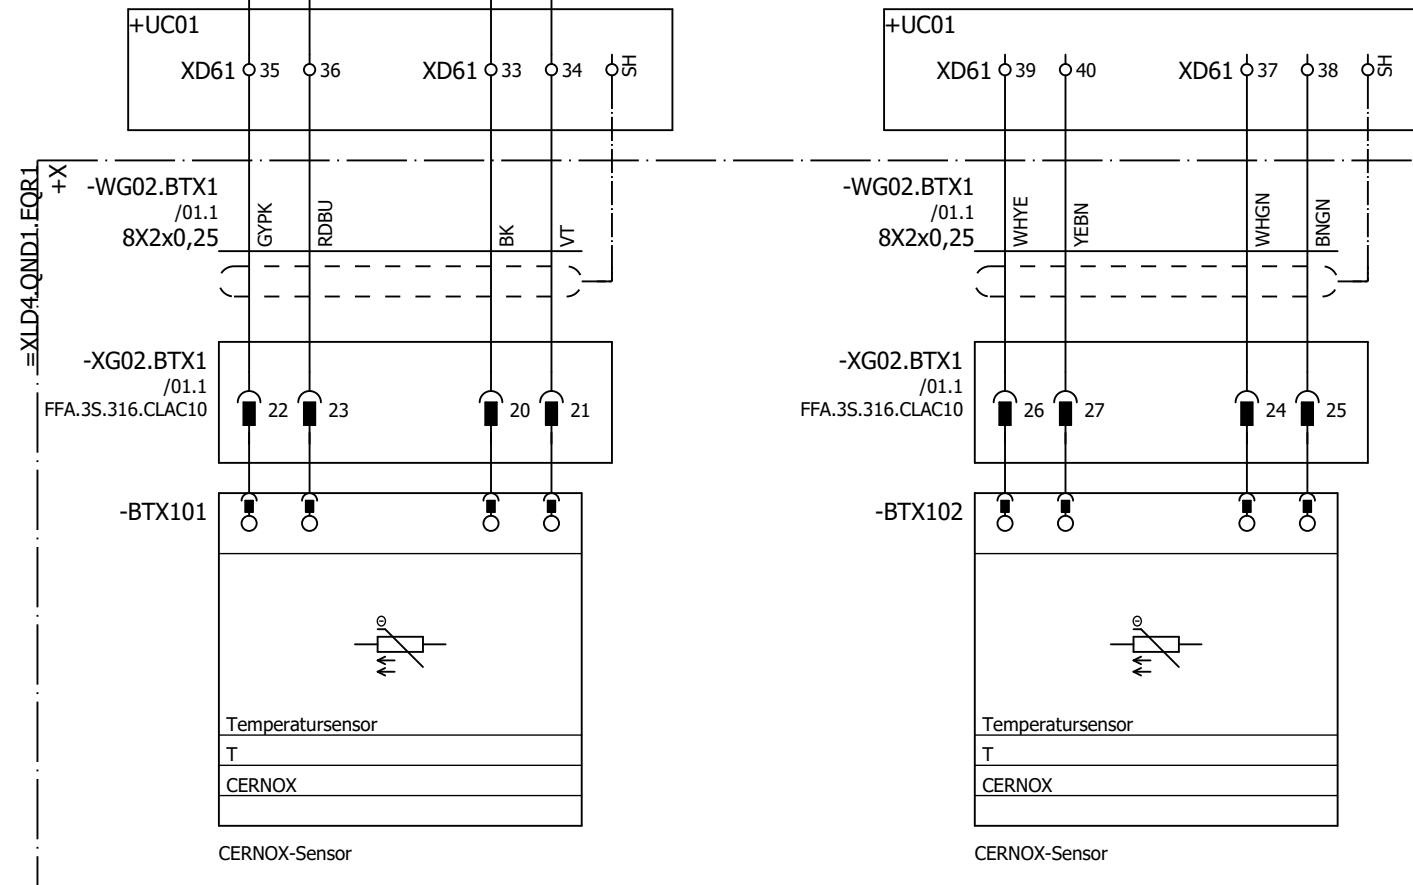 +UC01
XD61 35 36 XD61 33 34 SH
=XLD4.QND1.EQR1
+X
-WG02.BTX1
/01.1
8X2x0,25
GYPK RDBU BK VT
-XG02.BTX1
/01.1
FFA.3S.316.CLAC10
22 23 20 21
-BTX101
Θ
Temperatursensor
T
CERNOX
CERNOX-Sensor
+UC01
XD61 39 40 XD61 37 38 SH
-WG02.BTX1
/01.1
8X2x0,25
WHYE YEBN WHGN BNGN
-XG02.BTX1
/01.1
FFA.3S.316.CLAC10
26 27 24 25
-BTX102
Θ
Temperatursensor
T
CERNOX
CERNOX-Sensor